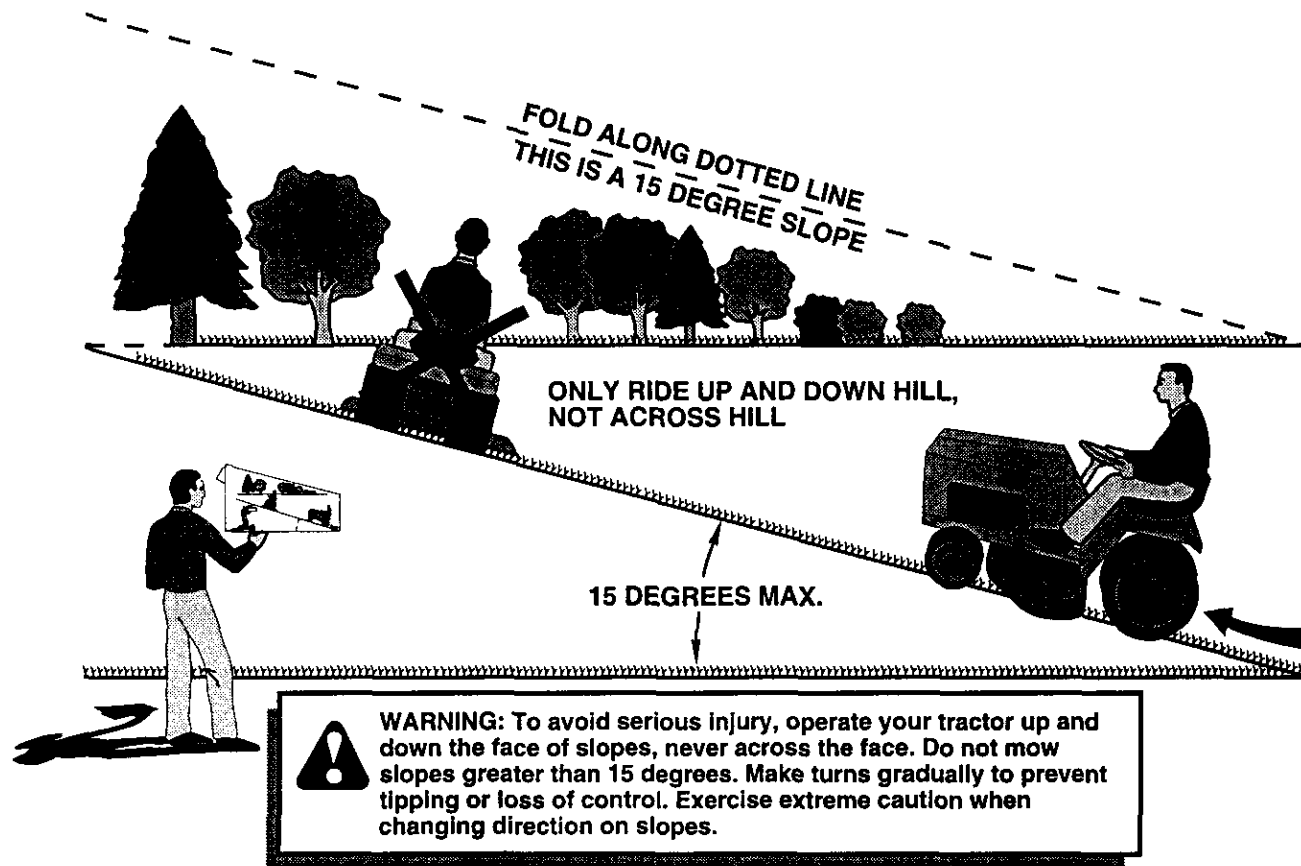 FOLD ALONG DOTTED LINE
THIS IS A 15 DEGREE SLOPE
ONLY RIDE UP AND DOWN HILL,
NOT ACROSS HILL
15 DEGREES MAX.
WARNING: To avoid serious injury, operate your tractor up and
down the face of slopes, never across the face. Do not mow
slopes greater than 15 degrees. Make turns gradually to prevent
tipping or loss of control. Exercise extreme caution when
changing direction on slopes.